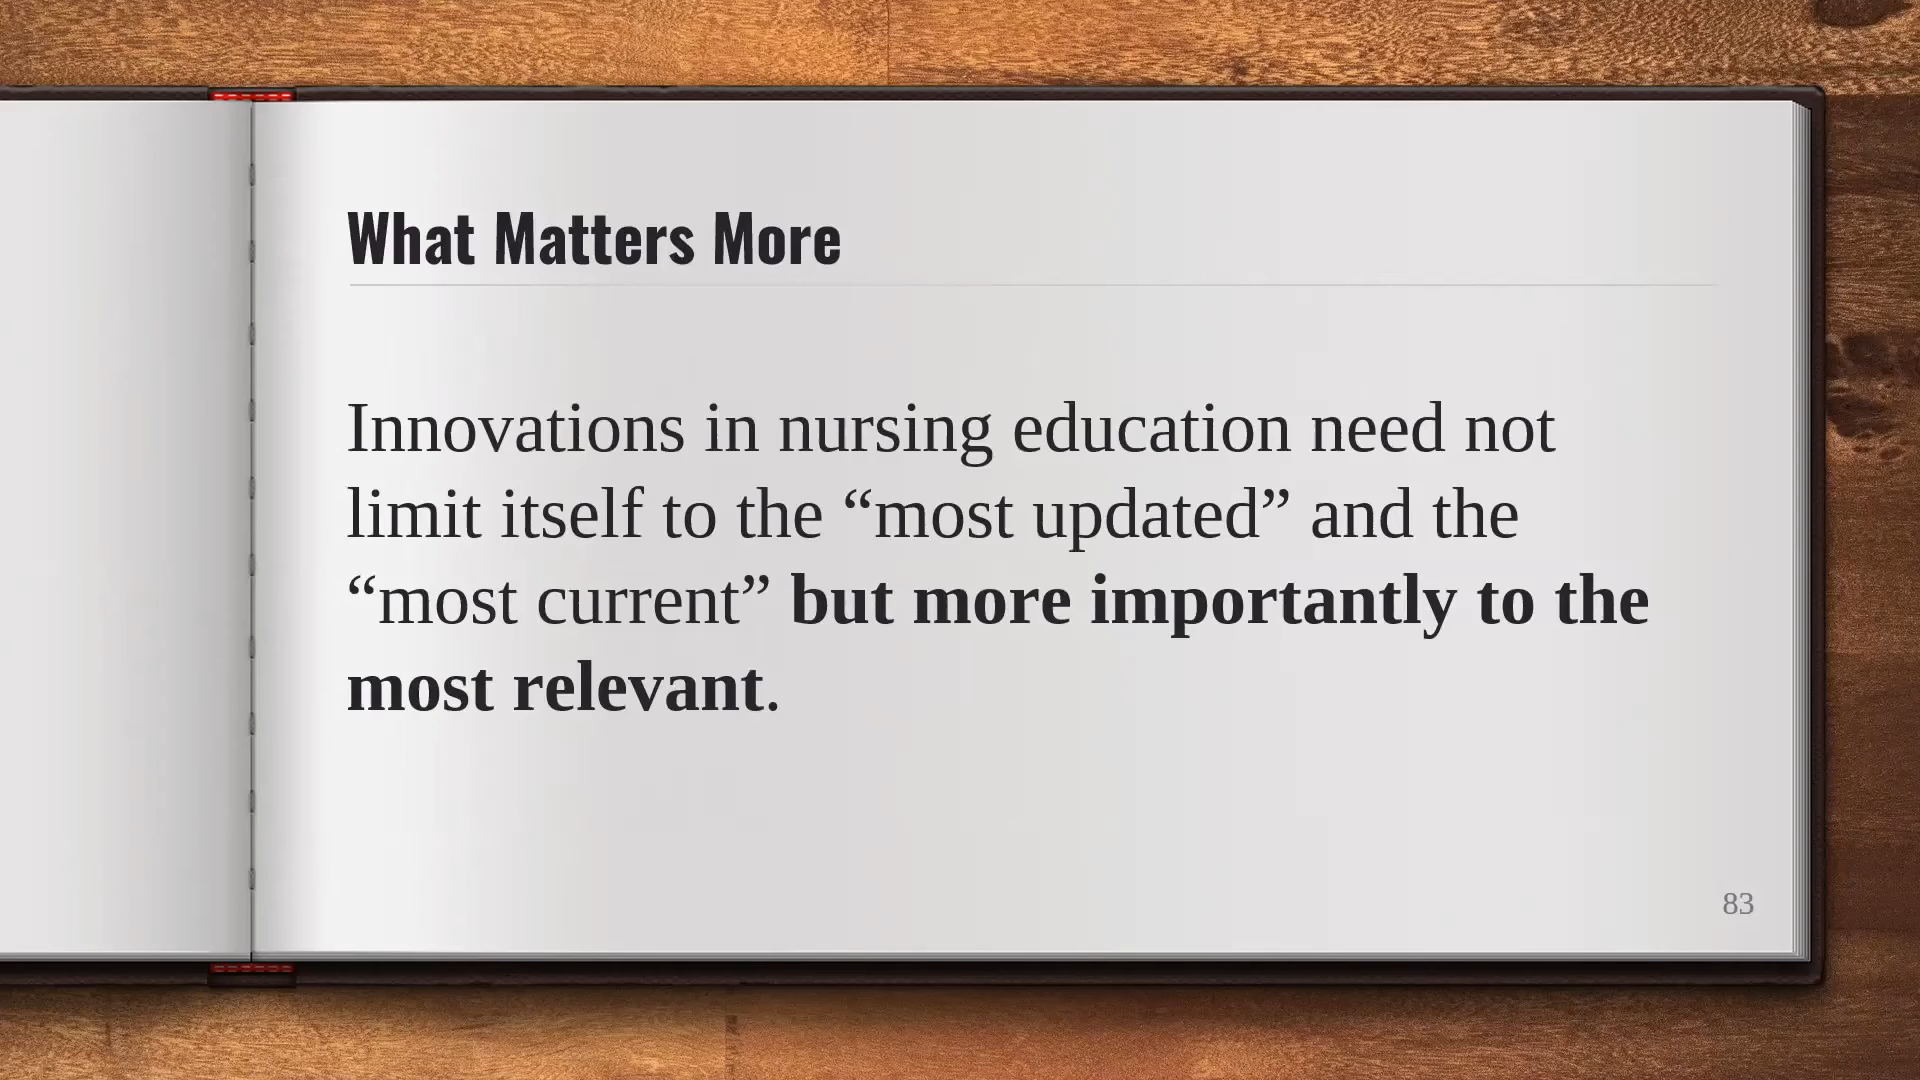 What Matters More
Innovations in nursing education need not
limit itself to the “most updated” and the
“most current” but more importantly to the
most relevant.
83